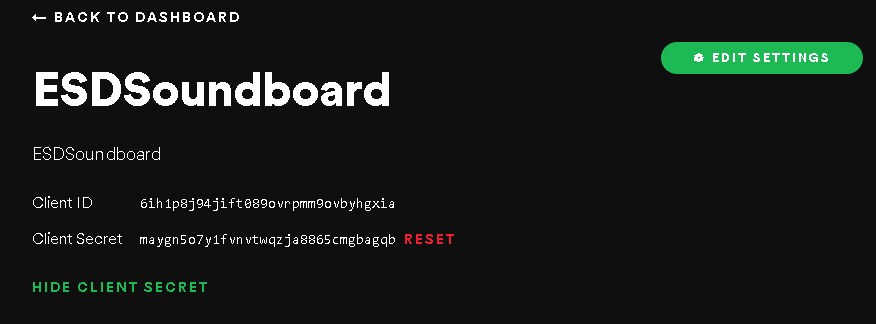 ← BACK TO DASHBOARD
EDIT SETTINGS
ESDSoundboard
ESDSoundboard
Client ID 6ih1p8j94jift089ovrpmm9ovbyhgxia
Client Secret maygn5o7y1fvnvtwqzja8865cmgbagqb RESET
HIDE CLIENT SECRET